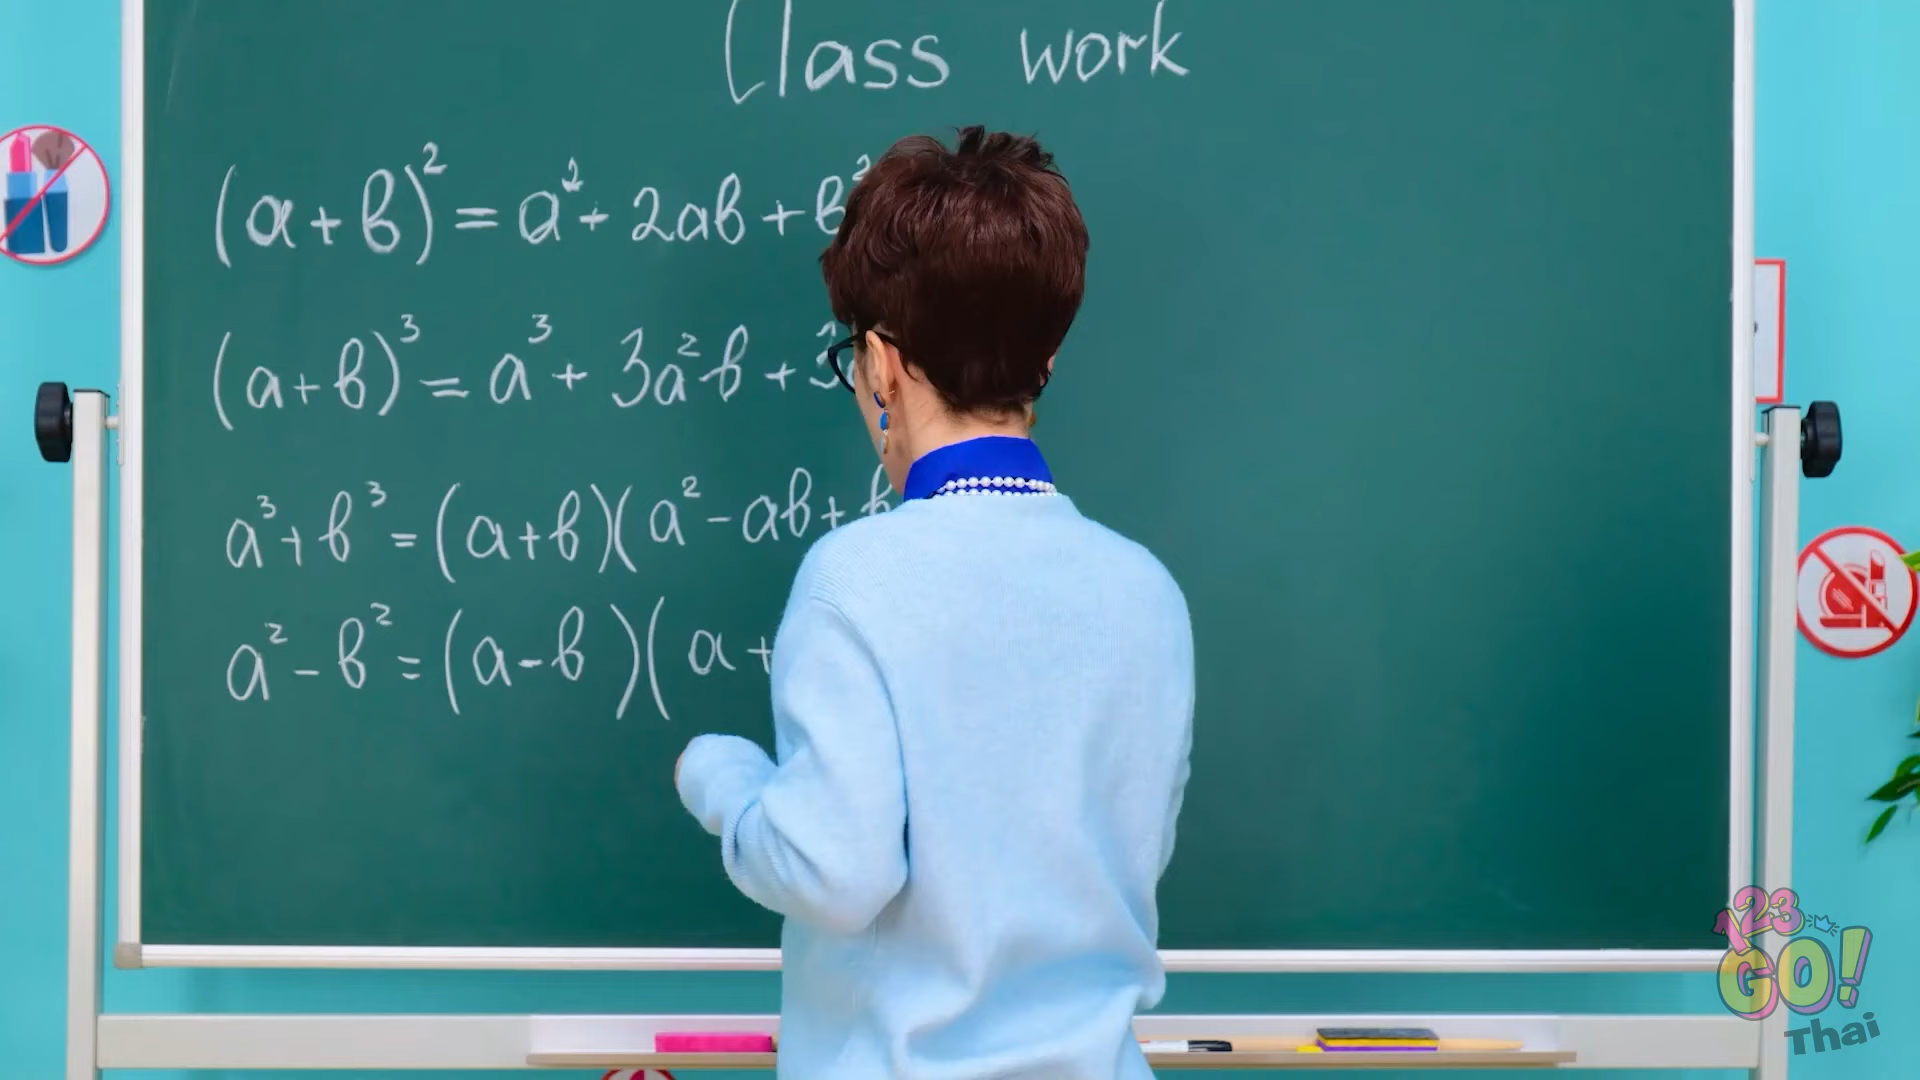 Class work
(a+b)² = a² + 2ab + b²
(a+b)³ = a³ + 3a²b + 3
a³+b³ = (a+b)(a² - ab + b
a² - b² = (a-b)(a +
123 GO!
Thai